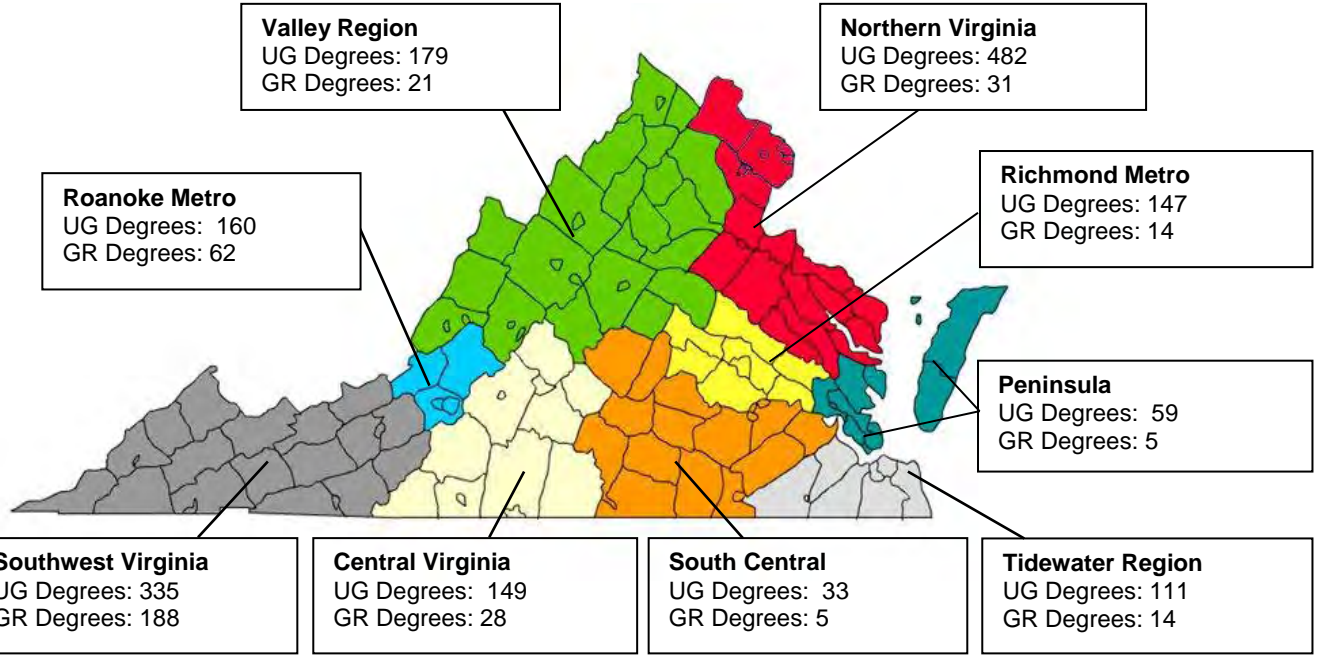 Valley Region
UG Degrees: 179
GR Degrees: 21
Northern Virginia
UG Degrees: 482
GR Degrees: 31
Roanoke Metro
UG Degrees: 160
GR Degrees: 62
Richmond Metro
UG Degrees: 147
GR Degrees: 14
Peninsula
UG Degrees: 59
GR Degrees: 5
Southwest Virginia
UG Degrees: 335
GR Degrees: 188
Central Virginia
UG Degrees: 149
GR Degrees: 28
South Central
UG Degrees: 33
GR Degrees: 5
Tidewater Region
UG Degrees: 111
GR Degrees: 14